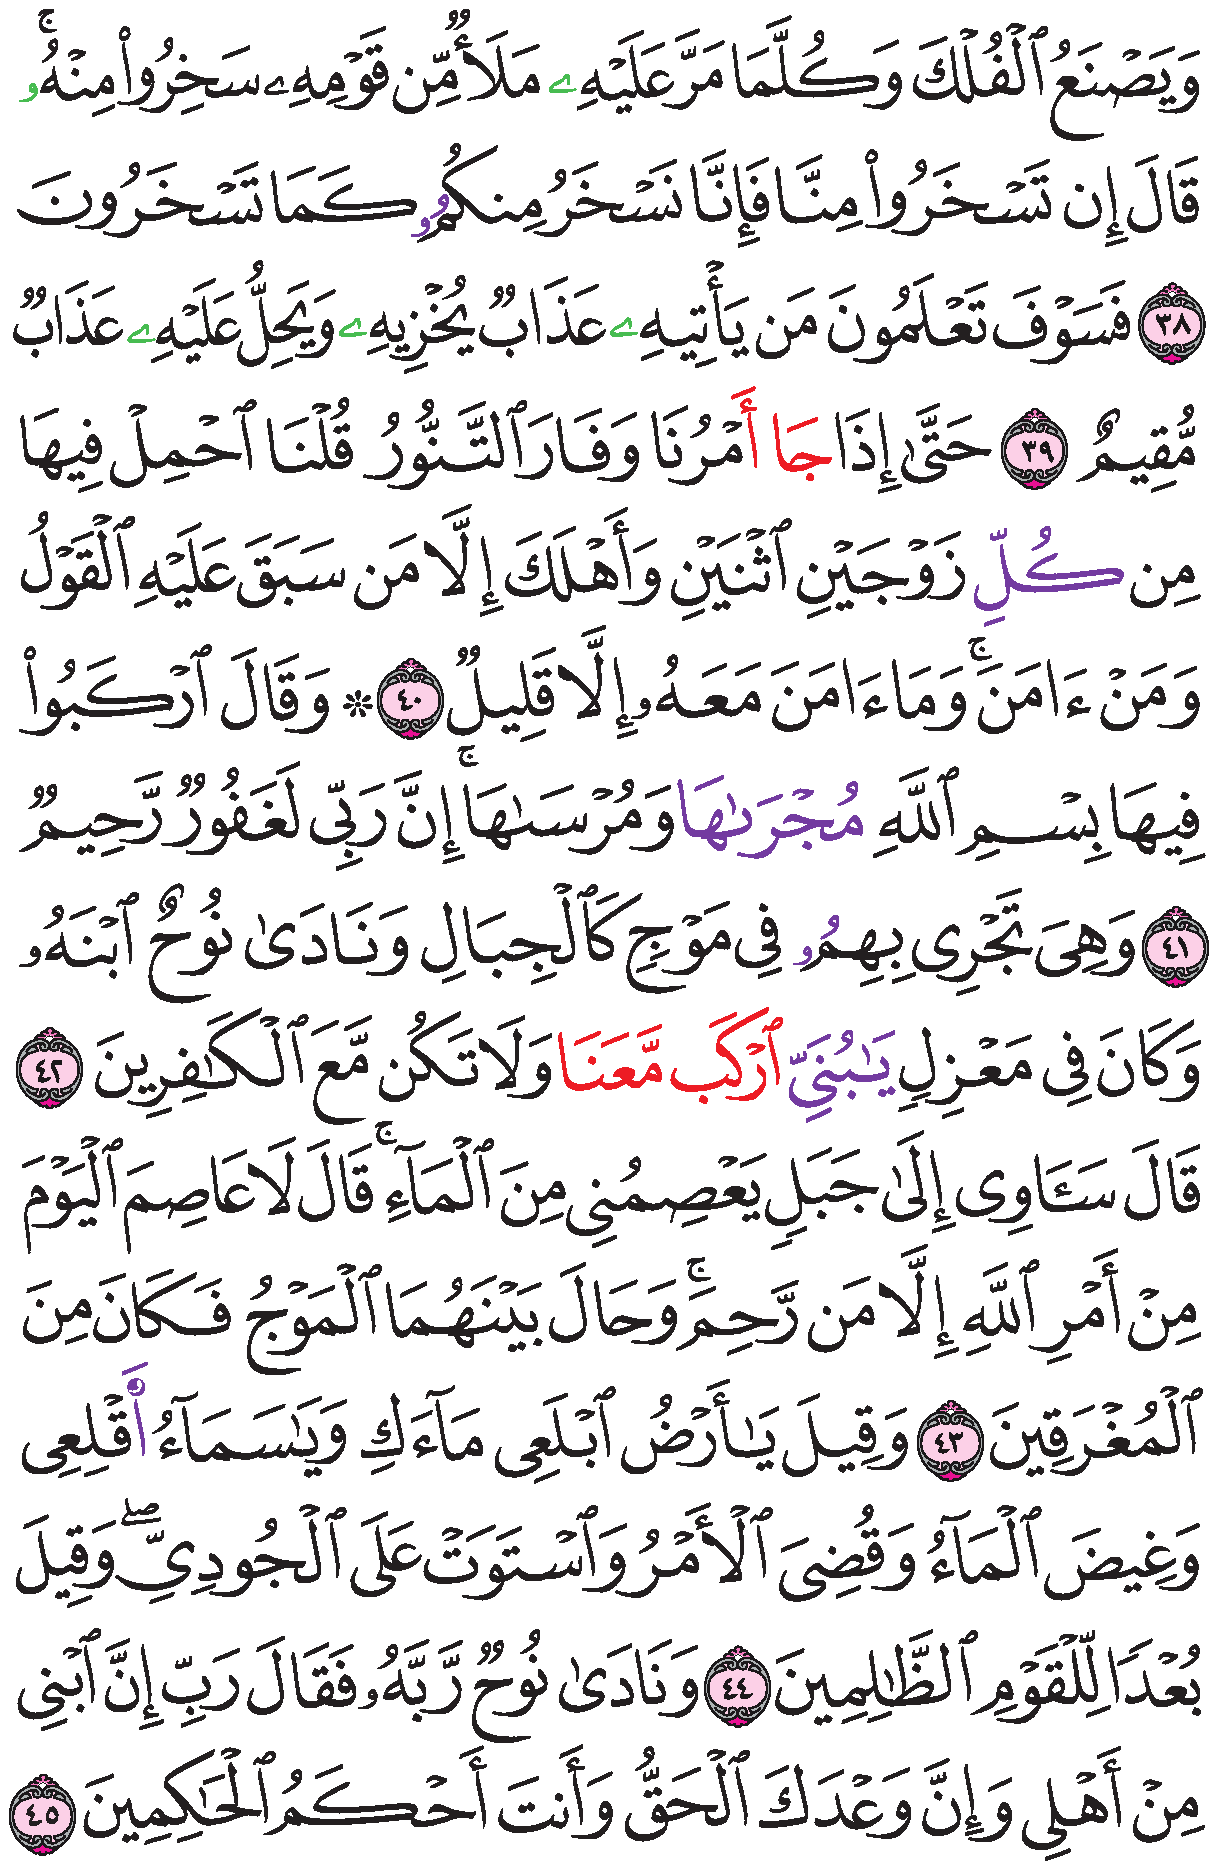 وَيَصْنَعُ ٱلْفُلْكَ وَكُلَّمَا مَرَّ عَلَيْهِۦ مَلَأٌ مِّن قَوْمِهِۦ سَخِرُوا۟ مِنْهُۥۚ
قَالَ إِن تَسْخَرُوا۟ مِنَّا فَإِنَّا نَسْخَرُ مِنكُمُۥ كَمَا تَسْخَرُونَ
٣٨ فَسَوْفَ تَعْلَمُونَ مَن يَأْتِيهِۦ عَذَابٌ يُخْزِيهِۦ وَيَحِلُّ عَلَيْهِۦ عَذَابٌ
مُّقِيمٌ ٣٩ حَتَّىٰ إِذَا جَا أَمْرُنَا وَفَارَ ٱلتَّنُّورُ قُلْنَا ٱحْمِلْ فِيهَا
مِن كُلِّ زَوْجَيْنِ ٱثْنَيْنِ وَأَهْلَكَ إِلَّا مَن سَبَقَ عَلَيْهِ ٱلْقَوْلُ
وَمَنْ ءَامَنَۚ وَمَا ءَامَنَ مَعَهُۥ إِلَّا قَلِيلٌ ٤٠ ۞ وَقَالَ ٱرْكَبُوا۟
فِيهَا بِسْمِ ٱللَّهِ مُجْرَىٰهَا وَمُرْسَىٰهَاۚ إِنَّ رَبِّى لَغَفُورٌ رَّحِيمٌ
٤١ وَهِىَ تَجْرِى بِهِمُۥ فِى مَوْجٍ كَٱلْجِبَالِ وَنَادَىٰ نُوحٌ ٱبْنَهُۥ
وَكَانَ فِى مَعْزِلٍ يَٰبُنَىِّ ٱرْكَب مَّعَنَا وَلَا تَكُن مَّعَ ٱلْكَٰفِرِينَ ٤٢
قَالَ سَـَٔاوِى إِلَىٰ جَبَلٍ يَعْصِمُنِى مِنَ ٱلْمَآءِۚ قَالَ لَا عَاصِمَ ٱلْيَوْمَ
مِنْ أَمْرِ ٱللَّهِ إِلَّا مَن رَّحِمَۚ وَحَالَ بَيْنَهُمَا ٱلْمَوْجُ فَكَانَ مِنَ
ٱلْمُغْرَقِينَ ٤٣ وَقِيلَ يَٰٓأَرْضُ ٱبْلَعِى مَآءَكِ وَيَٰسَمَآءُ أَقْلِعِى
وَغِيضَ ٱلْمَآءُ وَقُضِىَ ٱلْأَمْرُ وَٱسْتَوَتْ عَلَى ٱلْجُودِىِّۖ وَقِيلَ
بُعْدًا لِّلْقَوْمِ ٱلظَّٰلِمِينَ ٤٤ وَنَادَىٰ نُوحٌ رَّبَّهُۥ فَقَالَ رَبِّ إِنَّ ٱبْنِى
مِنْ أَهْلِى وَإِنَّ وَعْدَكَ ٱلْحَقُّ وَأَنتَ أَحْكَمُ ٱلْحَٰكِمِينَ ٤٥